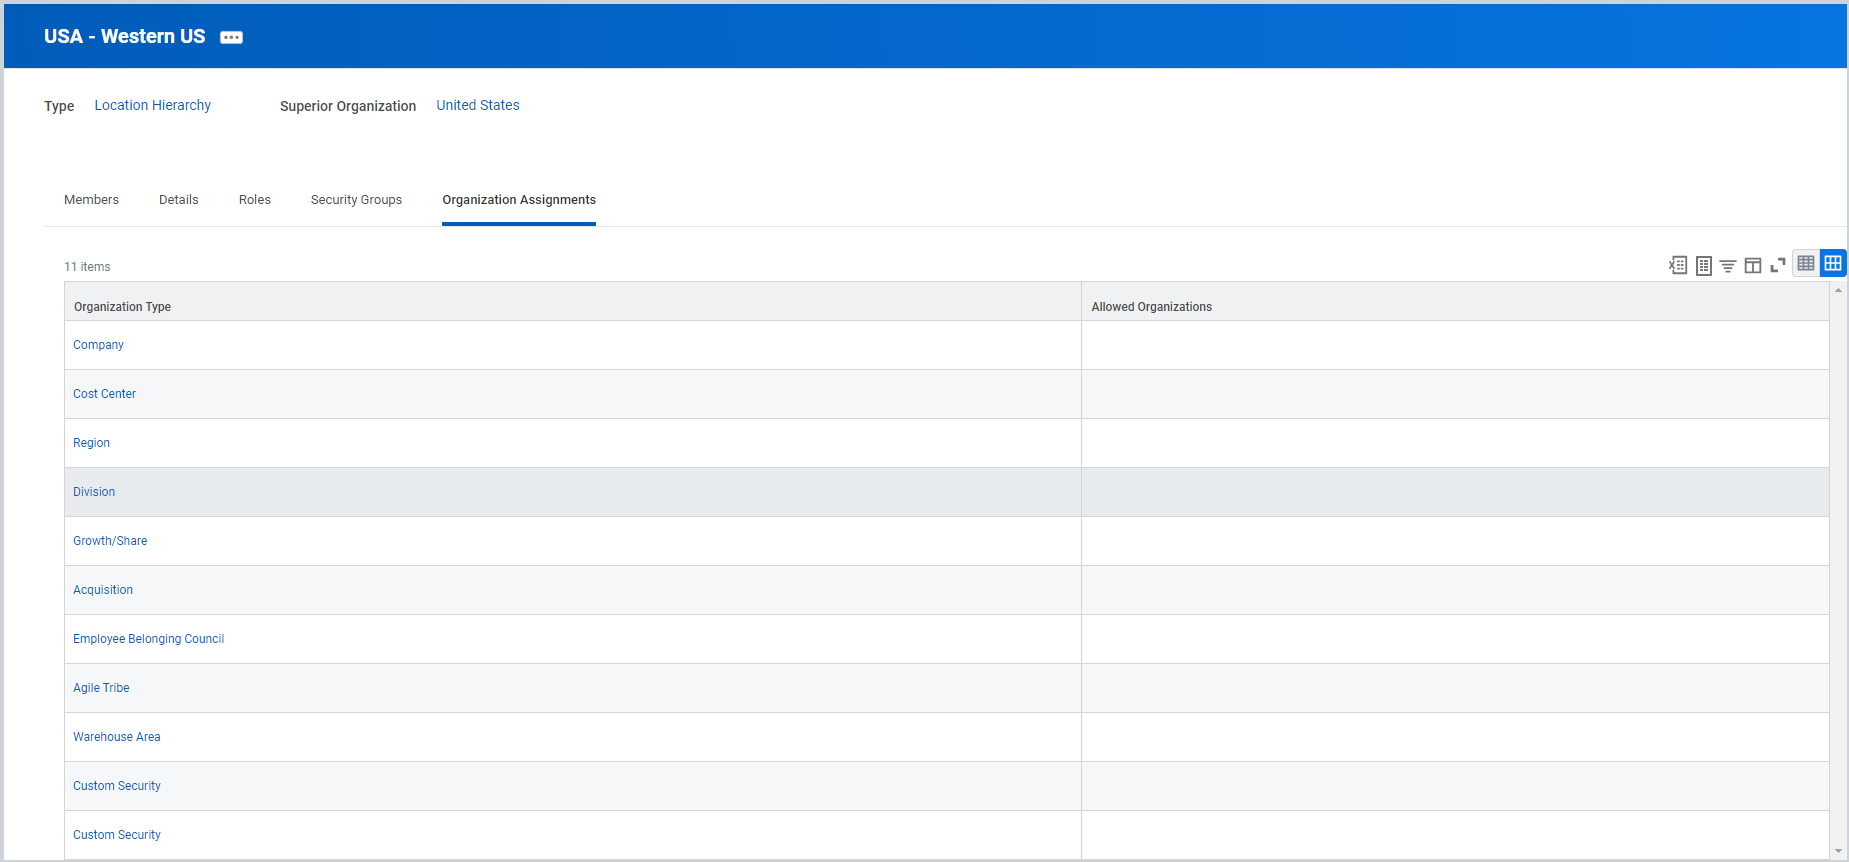 USA - Western US
Type Location Hierarchy Superior Organization United States
Members Details Roles Security Groups Organization Assignments
11 items
Organization Type Allowed Organizations
Company
Cost Center
Region
Division
Growth/Share
Acquisition
Employee Belonging Council
Agile Tribe
Warehouse Area
Custom Security
Custom Security